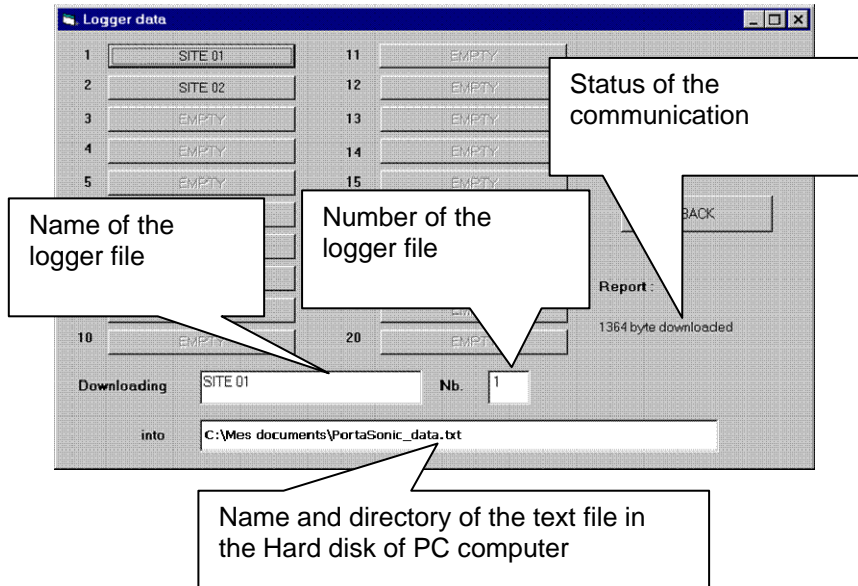 Logger data
1 SITE 01 11 EMPTY
2 SITE 02 12 EMPTY
3 EMPTY 13 EMPTY
4 EMPTY 14 EMPTY
5 EMPTY 15 EMPTY
Status of the
communication
BACK
Name of the
logger file
Number of the
logger file
Report :
1364 byte downloaded
10 EMPTY 20 EMPTY
Downloading SITE 01 Nb. 1
into C:\Mes documents\PortaSonic_data.txt
Name and directory of the text file in
the Hard disk of PC computer